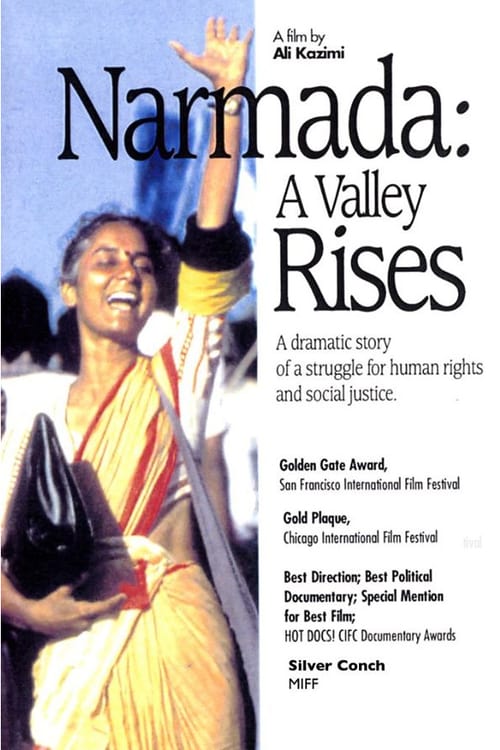 A film by
Ali Kazimi
Narmada:
A Valley
Rises
A dramatic story
of a struggle for human rights
and social justice.
Golden Gate Award,
San Francisco International Film Festival
Gold Plaque,
Chicago International Film Festival
tival
Best Direction; Best Political
Documentary; Special Mention
for Best Film;
HOT DOCS! CIFC Documentary Awards
Silver Conch
MIFF